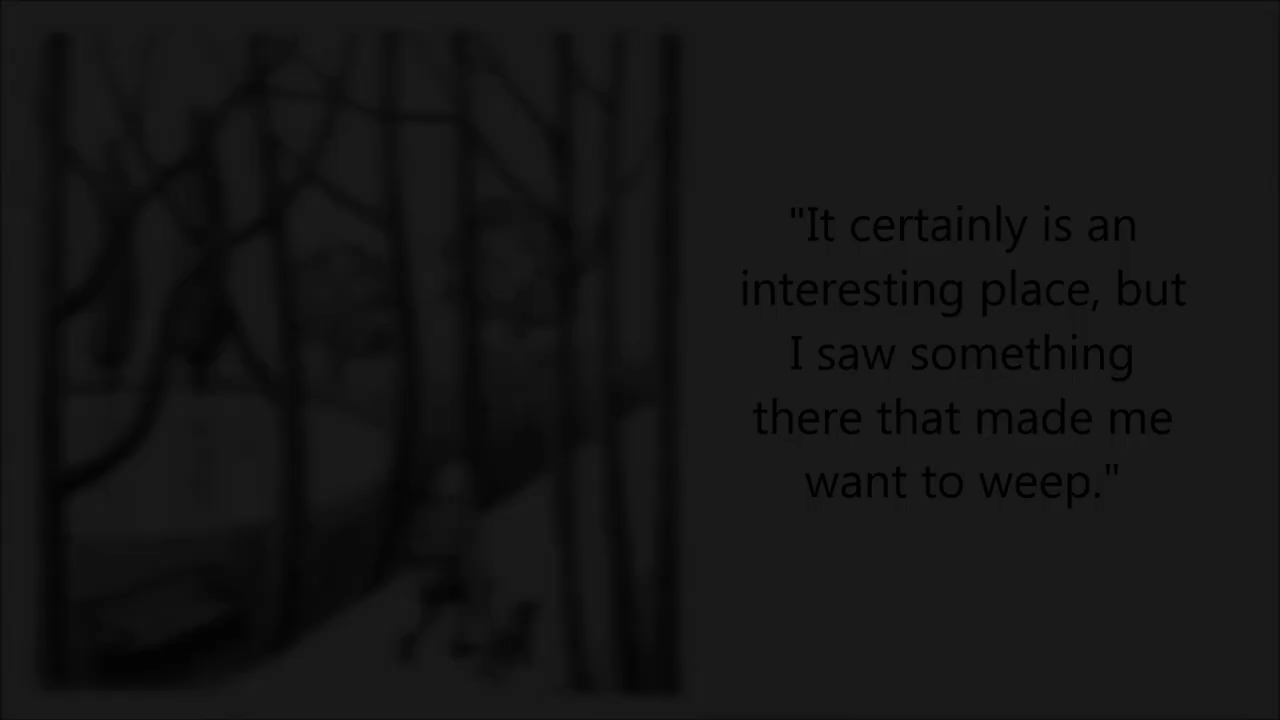 "It certainly is an
interesting place, but
I saw something
there that made me
want to weep."